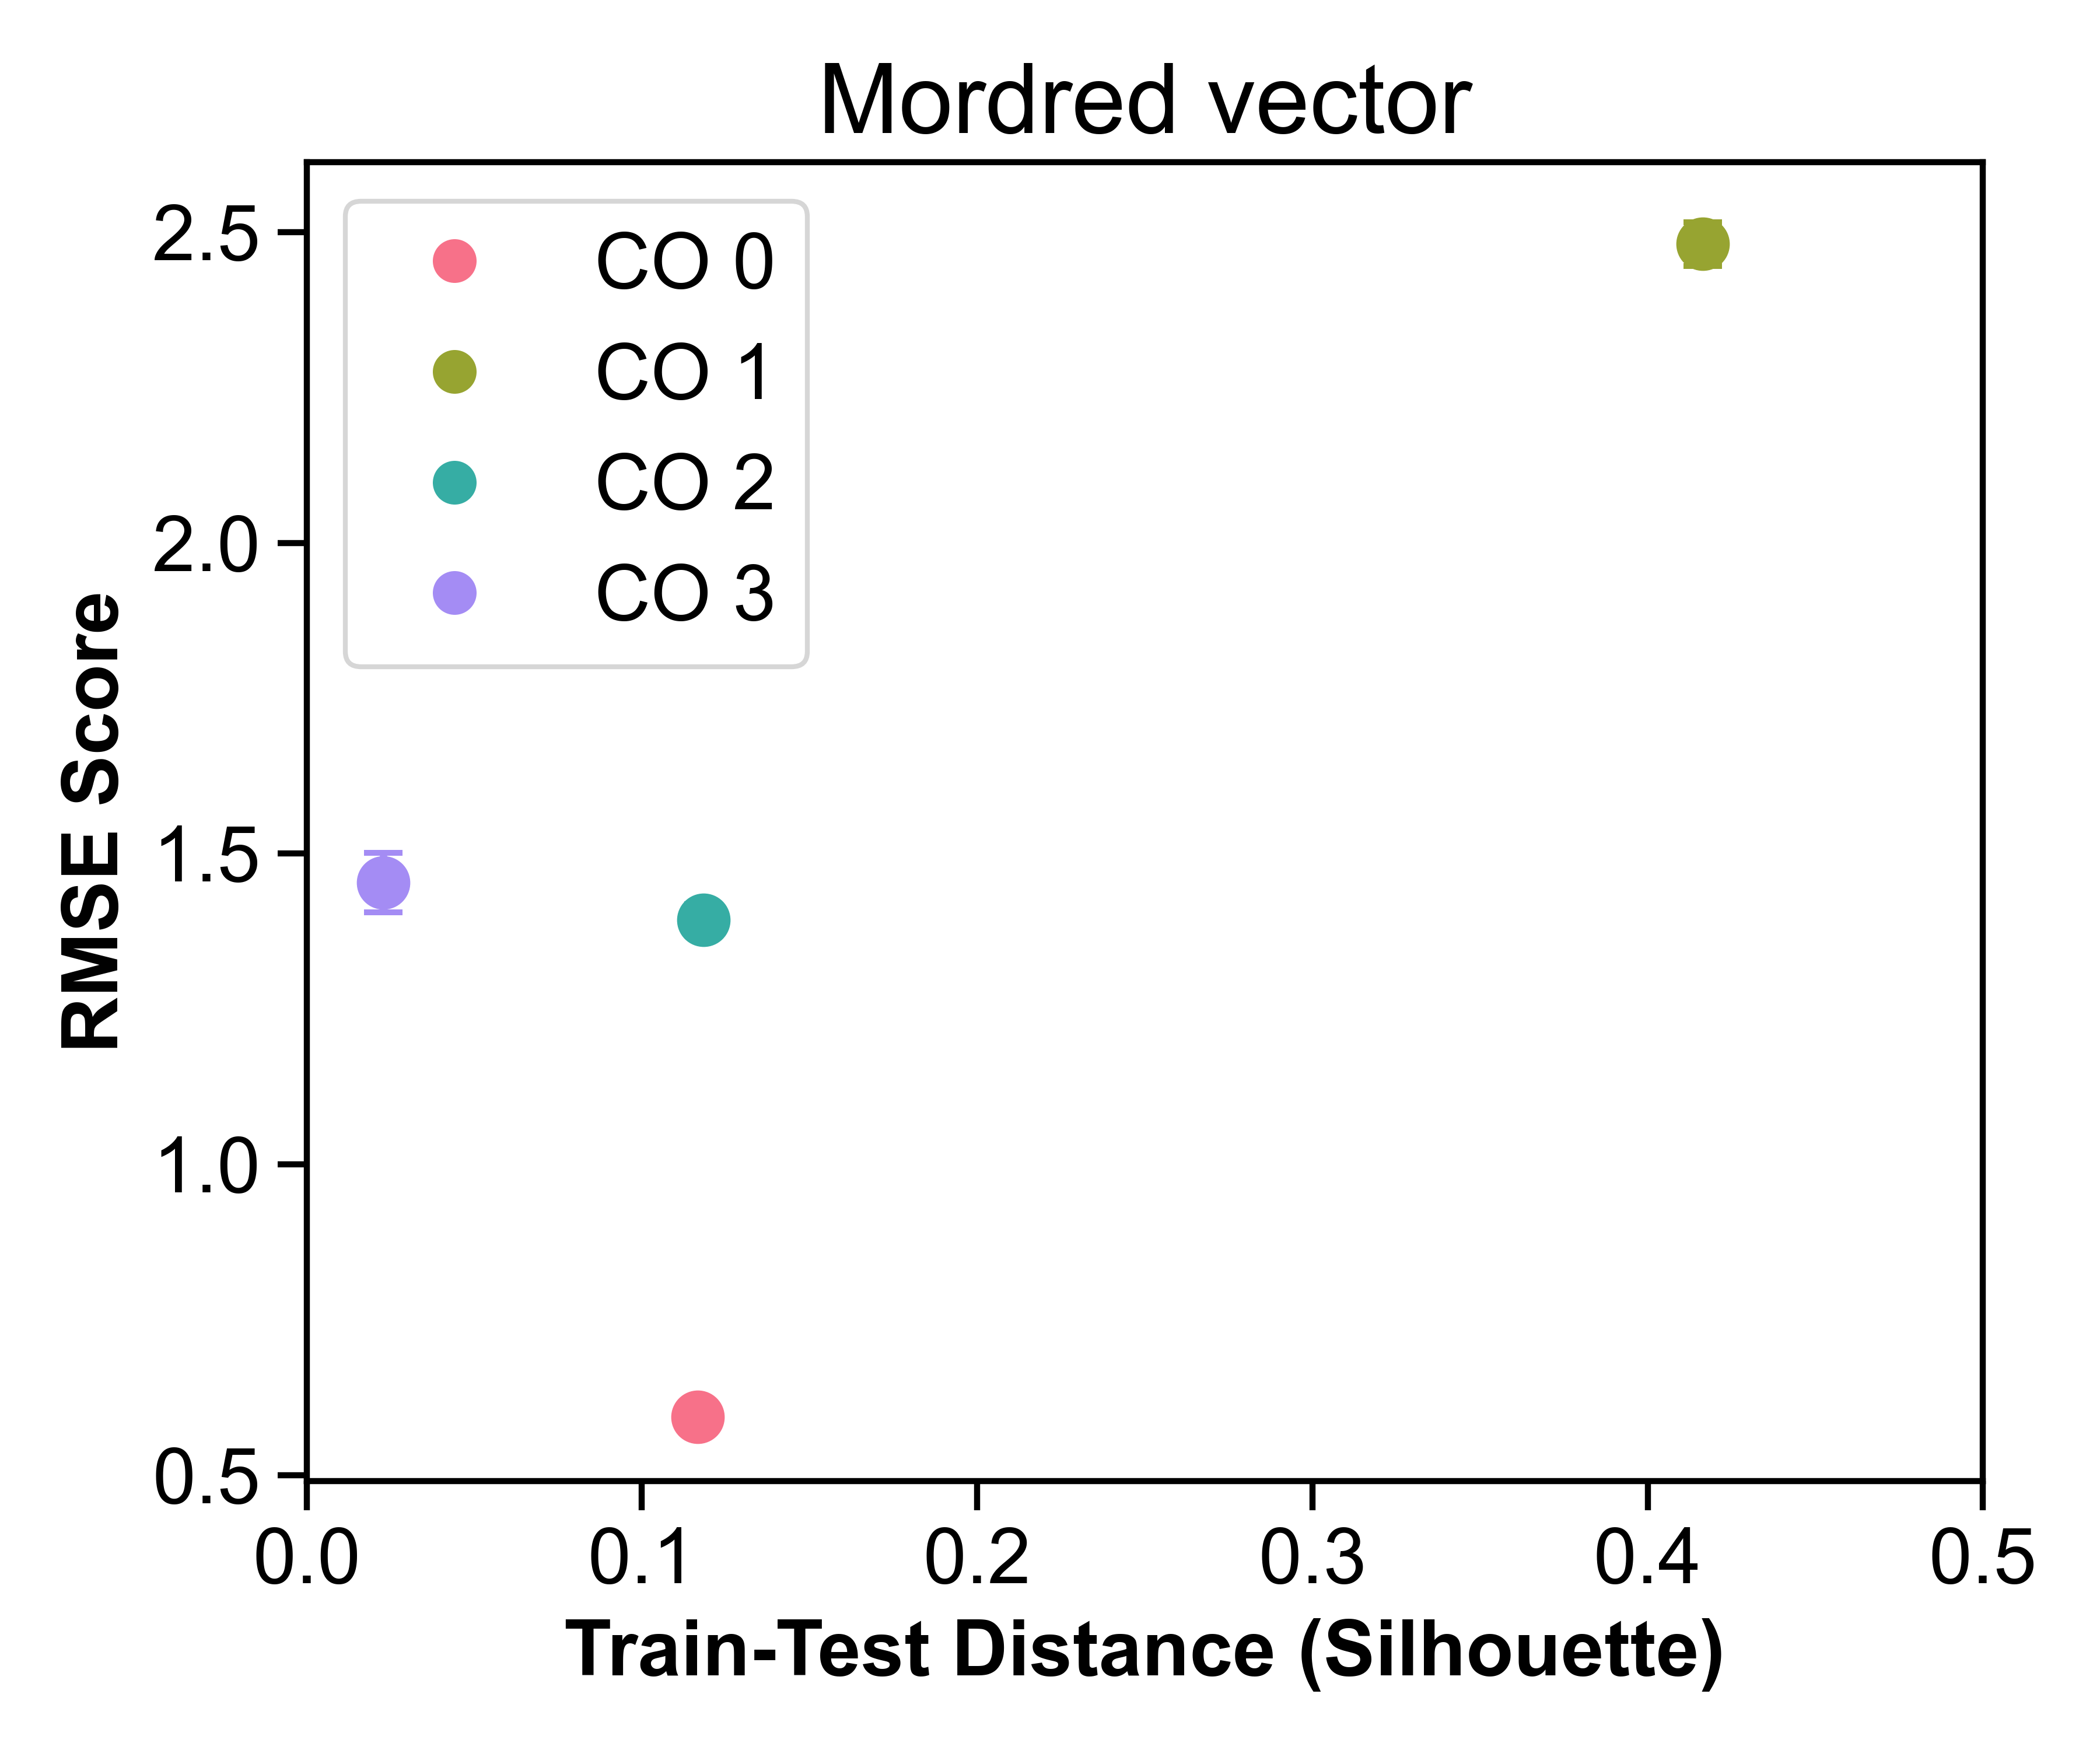 Mordred vector
CO 0
CO 1
CO 2
CO 3
RMSE Score
2.5
2.0
1.5
1.0
0.5
0.0 0.1 0.2 0.3 0.4 0.5
Train-Test Distance (Silhouette)